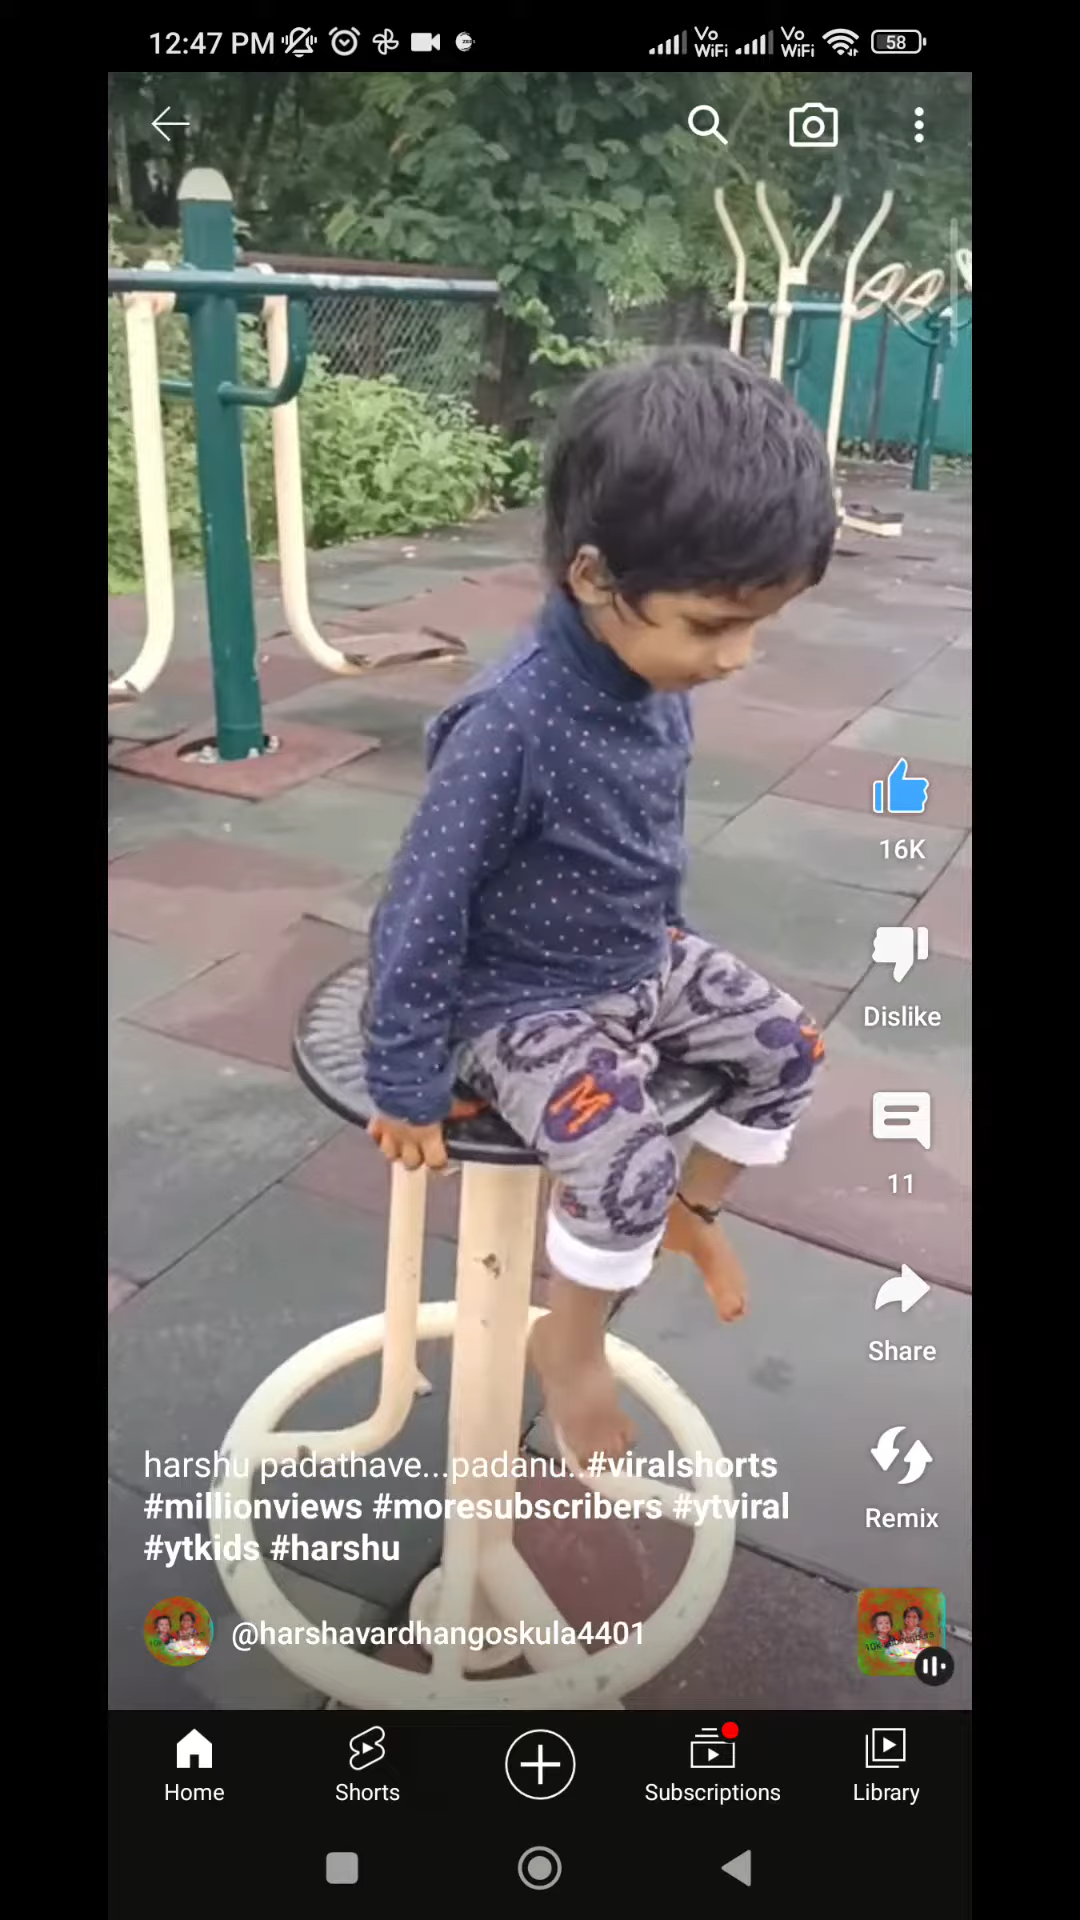 12:47 PM
Vo WiFi
Vo WiFi
58
M
16K
Dislike
11
Share
Remix
harshu padathave...padanu..#viralshorts
#millionviews #moresubscribers #ytviral
#ytkids #harshu
@harshavardhangoskula4401
Home
Shorts
Subscriptions
Library